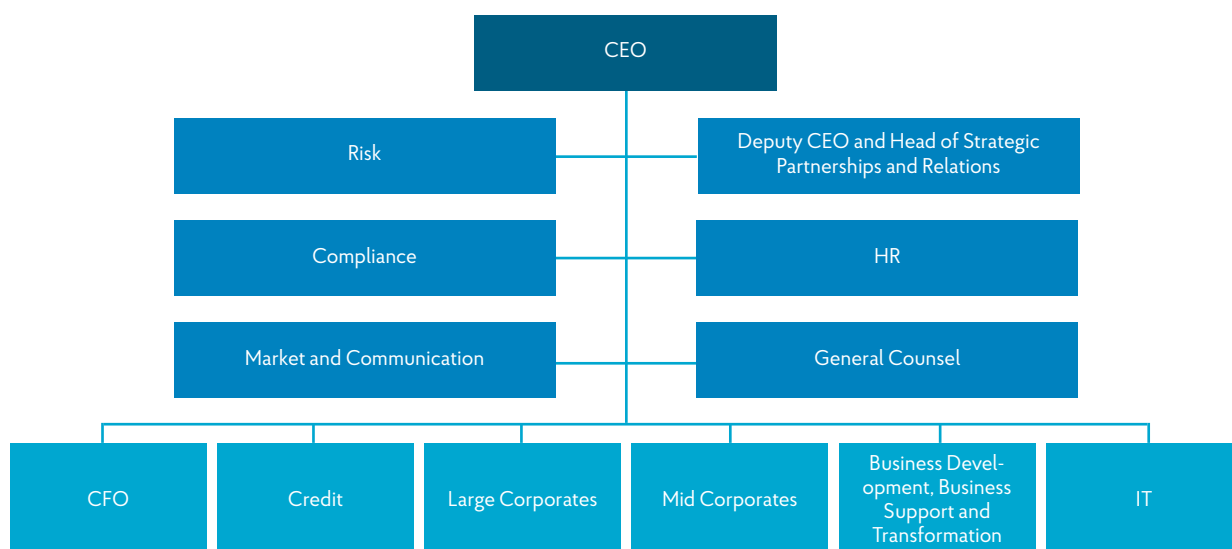 CEO
Risk
Deputy CEO and Head of Strategic
Partnerships and Relations
Compliance
HR
Market and Communication
General Counsel
CFO
Credit
Large Corporates
Mid Corporates
Business Devel-
opment, Business
Support and
Transformation
IT